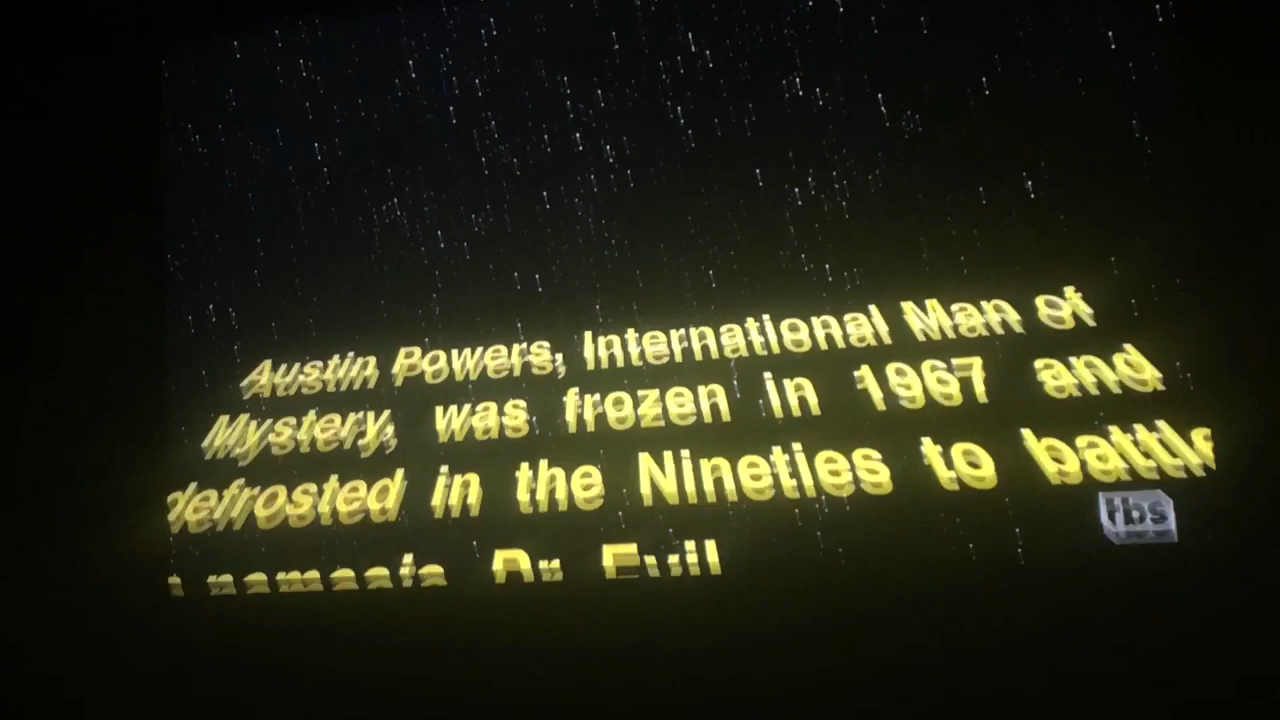 Austin Powers, International Man of
Mystery, was frozen in 1967 and
defrosted in the Nineties to battle
Dr. Evil
tbs